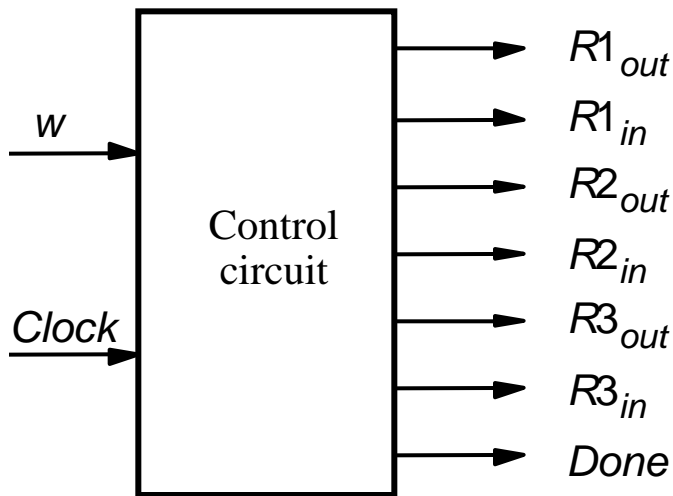 w
Clock
Control
circuit
R1out
R1in
R2out
R2in
R3out
R3in
Done